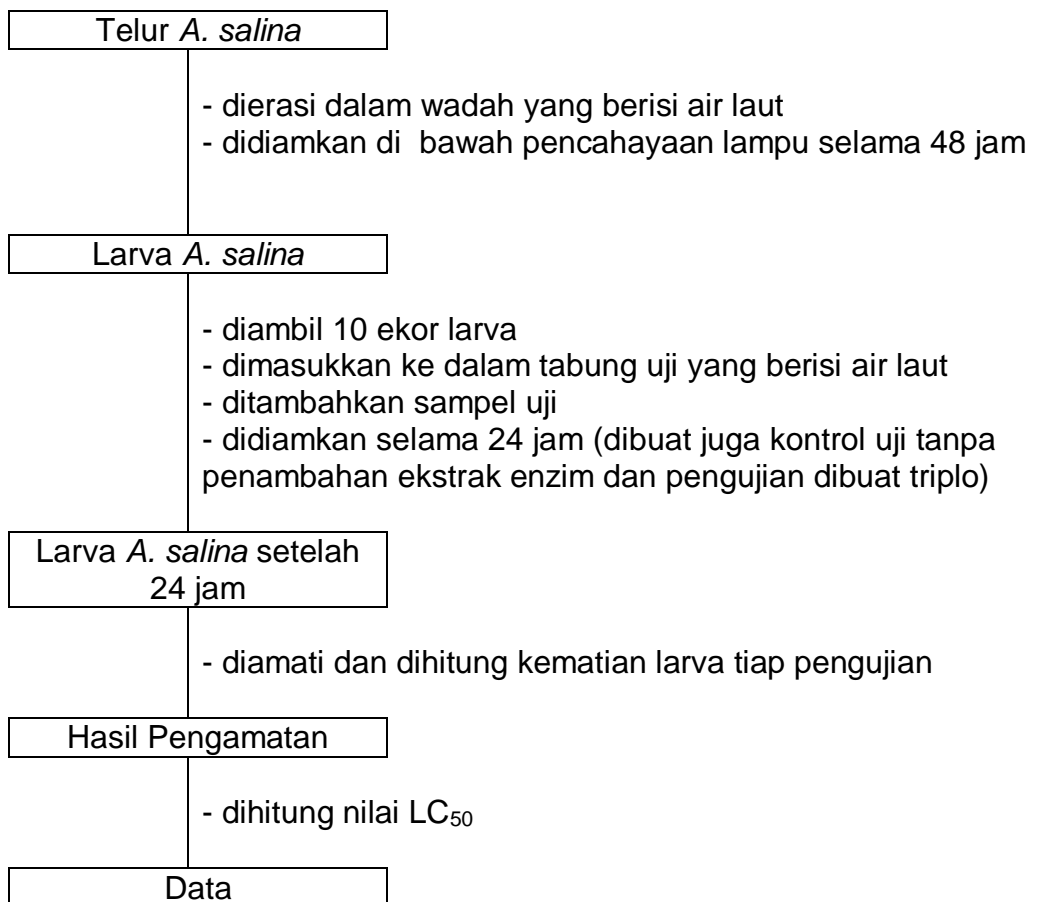 Telur A. salina
- dierasi dalam wadah yang berisi air laut
- didiamkan di  bawah pencahayaan lampu selama 48 jam
Larva A. salina
- diambil 10 ekor larva
- dimasukkan ke dalam tabung uji yang berisi air laut
- ditambahkan sampel uji
- didiamkan selama 24 jam (dibuat juga kontrol uji tanpa
penambahan ekstrak enzim dan pengujian dibuat triplo)
Larva A. salina setelah
24 jam
- diamati dan dihitung kematian larva tiap pengujian
Hasil Pengamatan
- dihitung nilai LC₅₀
Data